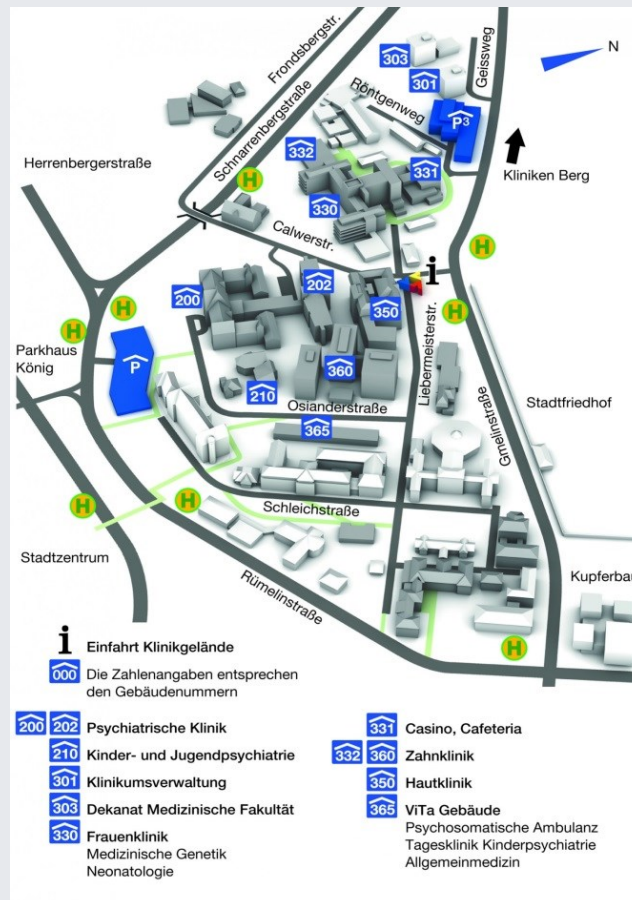 Frondsbergstr.
Schnarrenbergstraße
Geissweg
N
303
301
Röntgenweg
P3
332
331
330
Kliniken Berg
Herrenbergerstraße
H
Calwerstr.
H
i
202
200
350
H
H
H
Parkhaus
König
P
360
210
Liebermeisterstr.
Gmelinstraße
Osianderstraße
Stadtfriedhof
365
H
H
Schleichstraße
Stadtzentrum
Rümelinstraße
Kupferbau
H
i Einfahrt Klinikgelände
000 Die Zahlenangaben entsprechen
den Gebäudenummern
200 202 Psychiatrische Klinik
210 Kinder- und Jugendpsychiatrie
301 Klinikumsverwaltung
303 Dekanat Medizinische Fakultät
330 Frauenklinik
Medizinische Genetik
Neonatologie
331 Casino, Cafeteria
332 360 Zahnklinik
350 Hautklinik
365 ViTa Gebäude
Psychosomatische Ambulanz
Tagesklinik Kinderpsychiatrie
Allgemeinmedizin